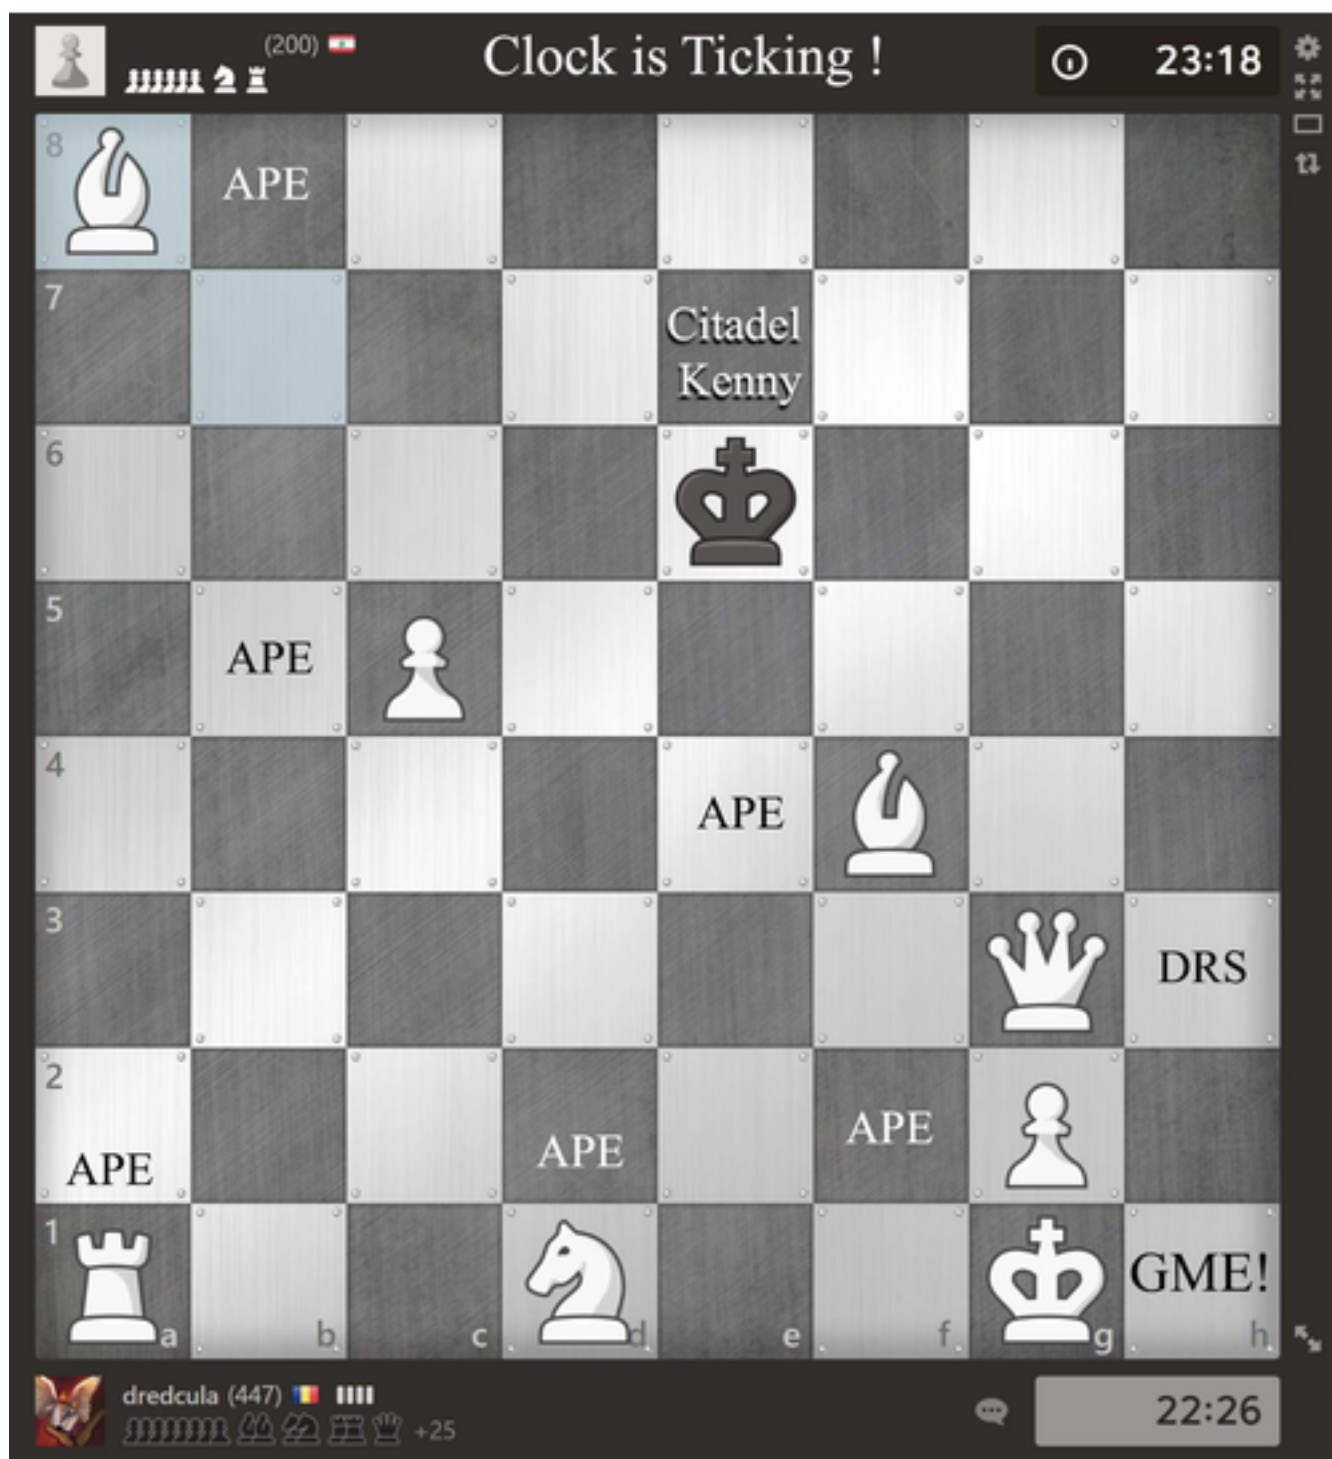 (200)
Clock is Ticking !
23:18
8
APE
7
Citadel
Kenny
6
5
APE
4
APE
3
DRS
2
APE
APE
APE
1
GME!
a b c d e f g h
dredcula (447)
+25
22:26